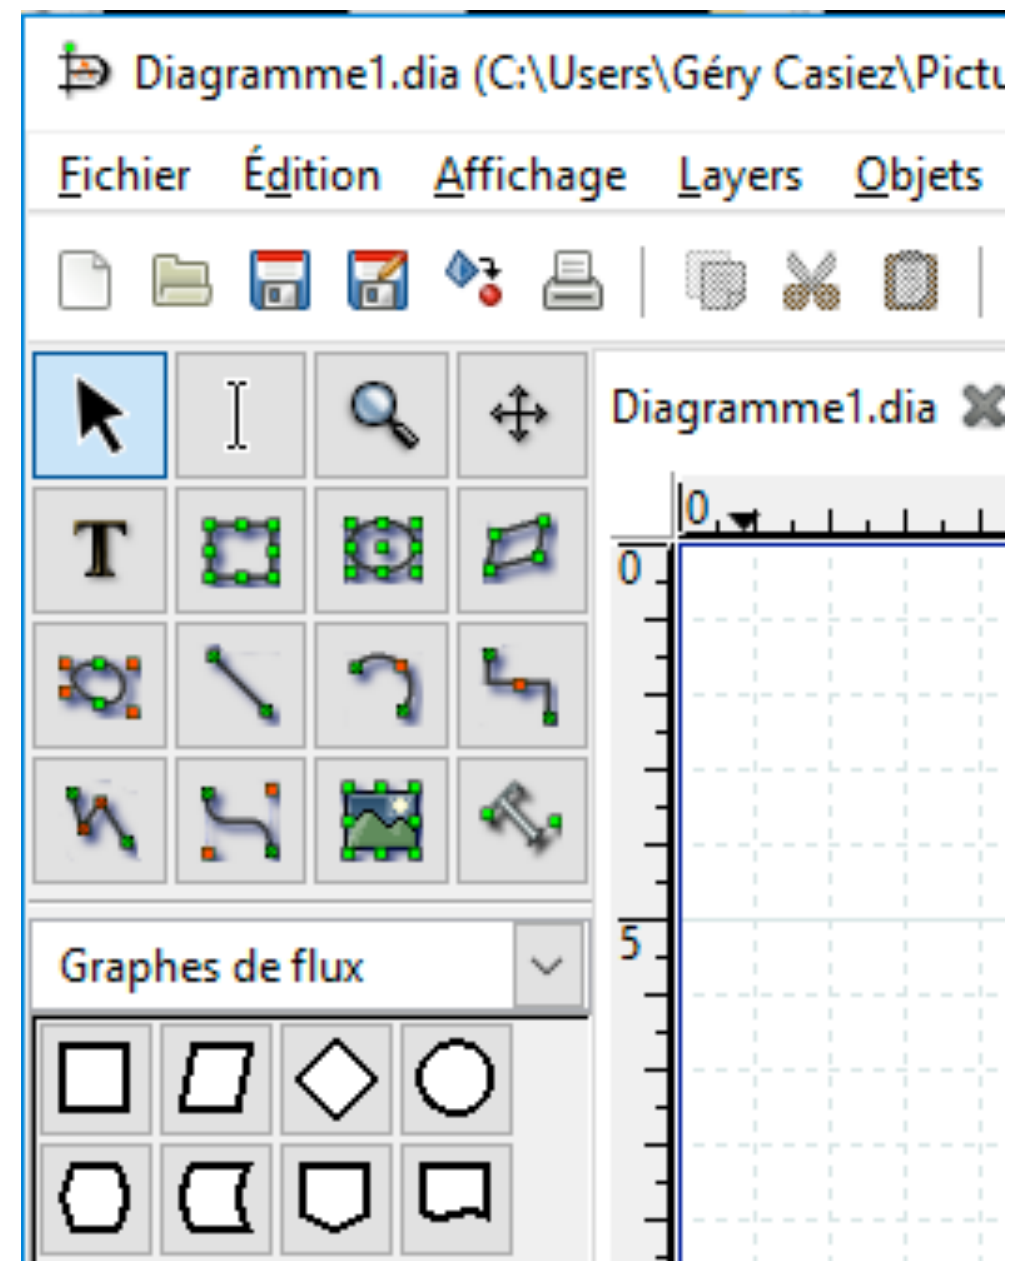 Diagramme1.dia (C:\Users\Géry Casiez\Pictu
Fichier Édition Affichage Layers Objets
Diagramme1.dia
0
T
0
5
Graphes de flux